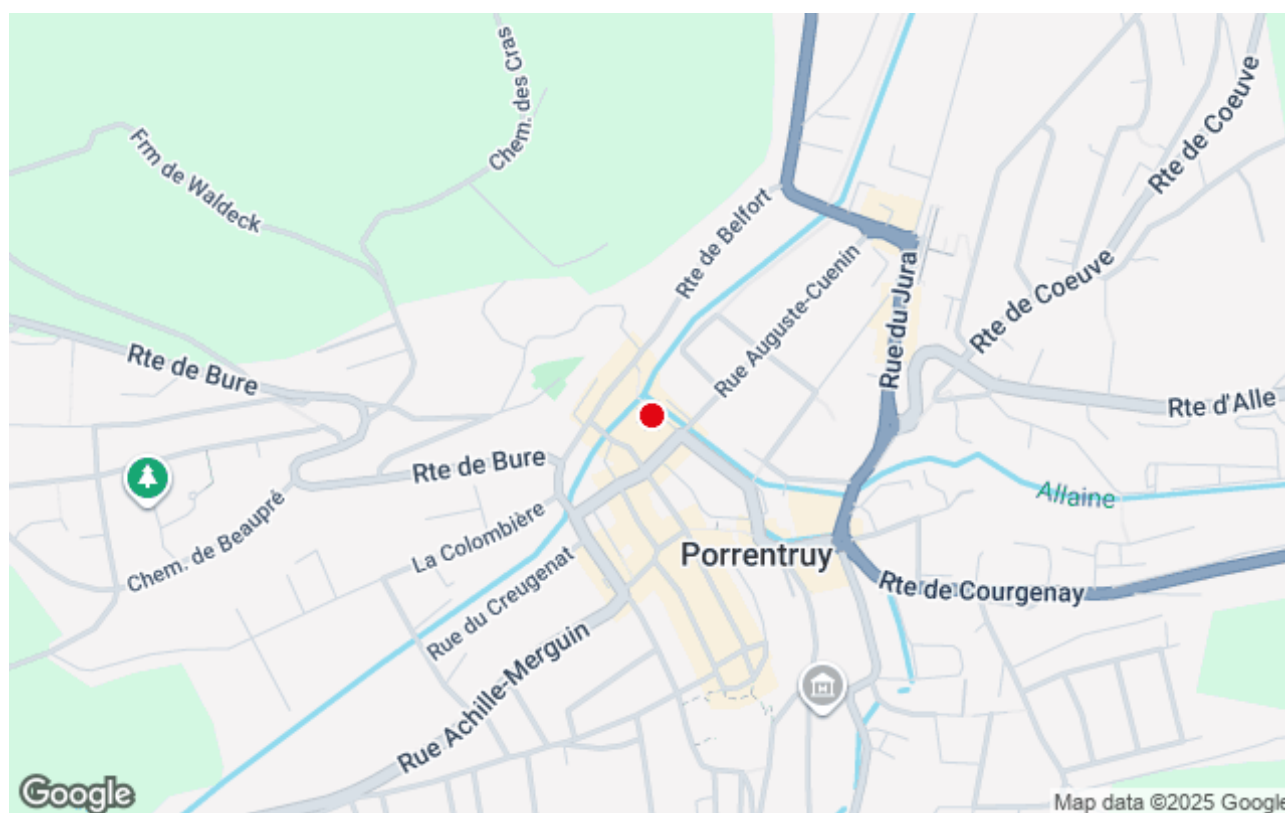 Chem. des Cras
Frm de Waldeck
Rte de Coeuve
Rte de Belfort
Rue Auguste-Cuenin
Rue du Jura
Rte de Coeuve
Rte de Bure
Rte d'Alle
Rte de Bure
Allaine
Chem. de Beaupré
La Colombière
Porrentruy
Rue du Creugenat
Rte de Courgenay
Rue Achille-Merguin
Google
Map data ©2025 Google